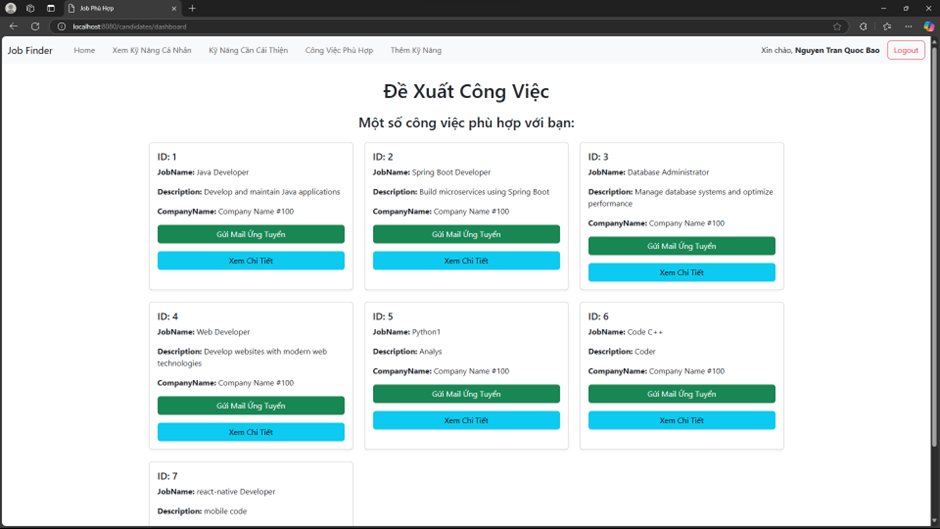 Job Phù Hợp
localhost:8080/candidates/dashboard
Job Finder Home Xem Kỹ Năng Cá Nhân Kỹ Năng Cần Cải Thiện Công Việc Phù Hợp Thêm Kỹ Năng Xin chào, Nguyen Tran Quoc Bao Logout
Đề Xuất Công Việc
Một số công việc phù hợp với bạn:
ID: 1
JobName: Java Developer
Description: Develop and maintain Java applications
CompanyName: Company Name #100
Gửi Mail Ứng Tuyển
Xem Chi Tiết
ID: 2
JobName: Spring Boot Developer
Description: Build microservices using Spring Boot
CompanyName: Company Name #100
Gửi Mail Ứng Tuyển
Xem Chi Tiết
ID: 3
JobName: Database Administrator
Description: Manage database systems and optimize
performance
CompanyName: Company Name #100
Gửi Mail Ứng Tuyển
Xem Chi Tiết
ID: 4
JobName: Web Developer
Description: Develop websites with modern web
technologies
CompanyName: Company Name #100
Gửi Mail Ứng Tuyển
Xem Chi Tiết
ID: 5
JobName: Python1
Description: Analys
CompanyName: Company Name #100
Gửi Mail Ứng Tuyển
Xem Chi Tiết
ID: 6
JobName: Code C++
Description: Coder
CompanyName: Company Name #100
Gửi Mail Ứng Tuyển
Xem Chi Tiết
ID: 7
JobName: react-native Developer
Description: mobile code